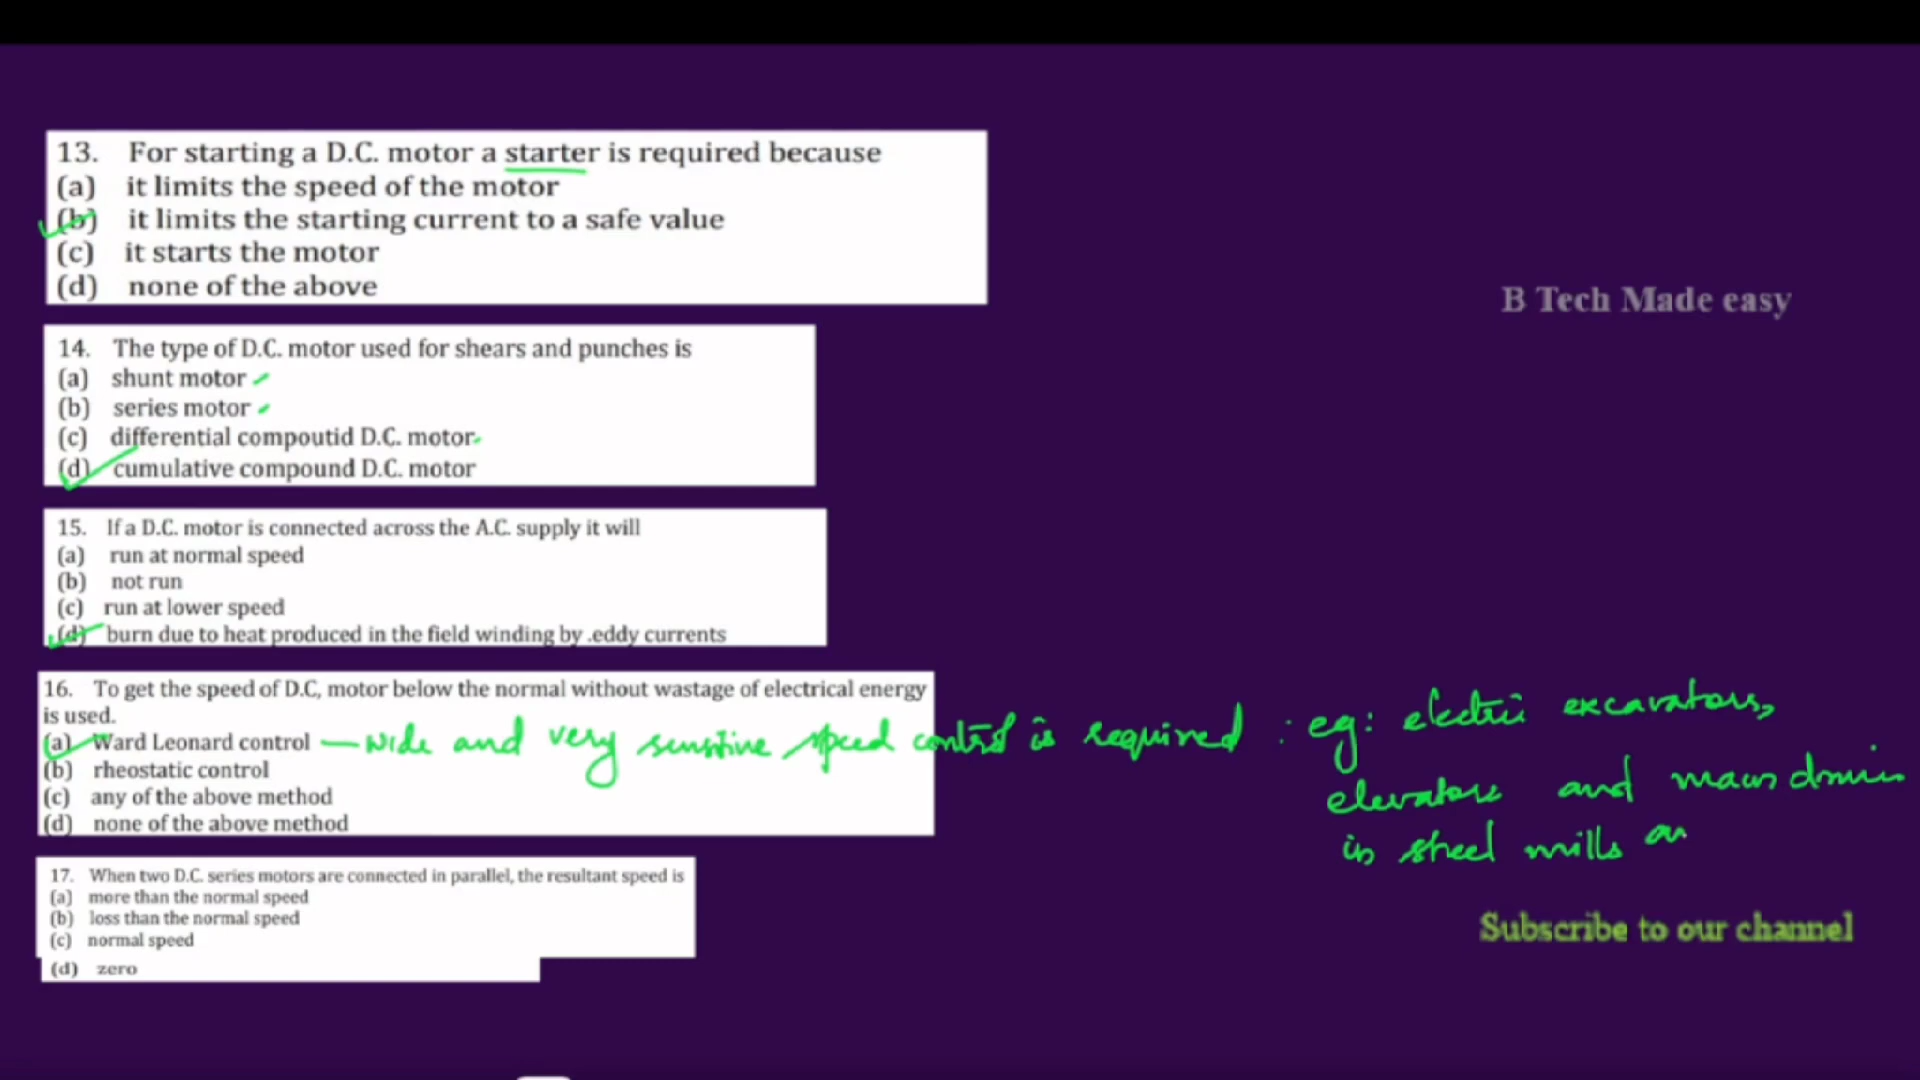 13. For starting a D.C. motor a starter is required because
(a) it limits the speed of the motor
(b) it limits the starting current to a safe value
(c) it starts the motor
(d) none of the above
B Tech Made easy
14. The type of D.C. motor used for shears and punches is
(a) shunt motor
(b) series motor
(c) differential compoutid D.C. motor
(d) cumulative compound D.C. motor
15. If a D.C. motor is connected across the A.C. supply it will
(a) run at normal speed
(b) not run
(c) run at lower speed
(d) burn due to heat produced in the field winding by .eddy currents
16. To get the speed of D.C, motor below the normal without wastage of electrical energy
is used.
(a) Ward Leonard control — wide and very sensitive speed control is required : eg: electric excavators,
elevators and main
in steel mills
(b) rheostatic control
(c) any of the above method
(d) none of the above method
17. When two D.C. series motors are connected in parallel, the resultant speed is
(a) more than the normal speed
(b) loss than the normal speed
(c) normal speed
(d) zero
Subscribe to our channel